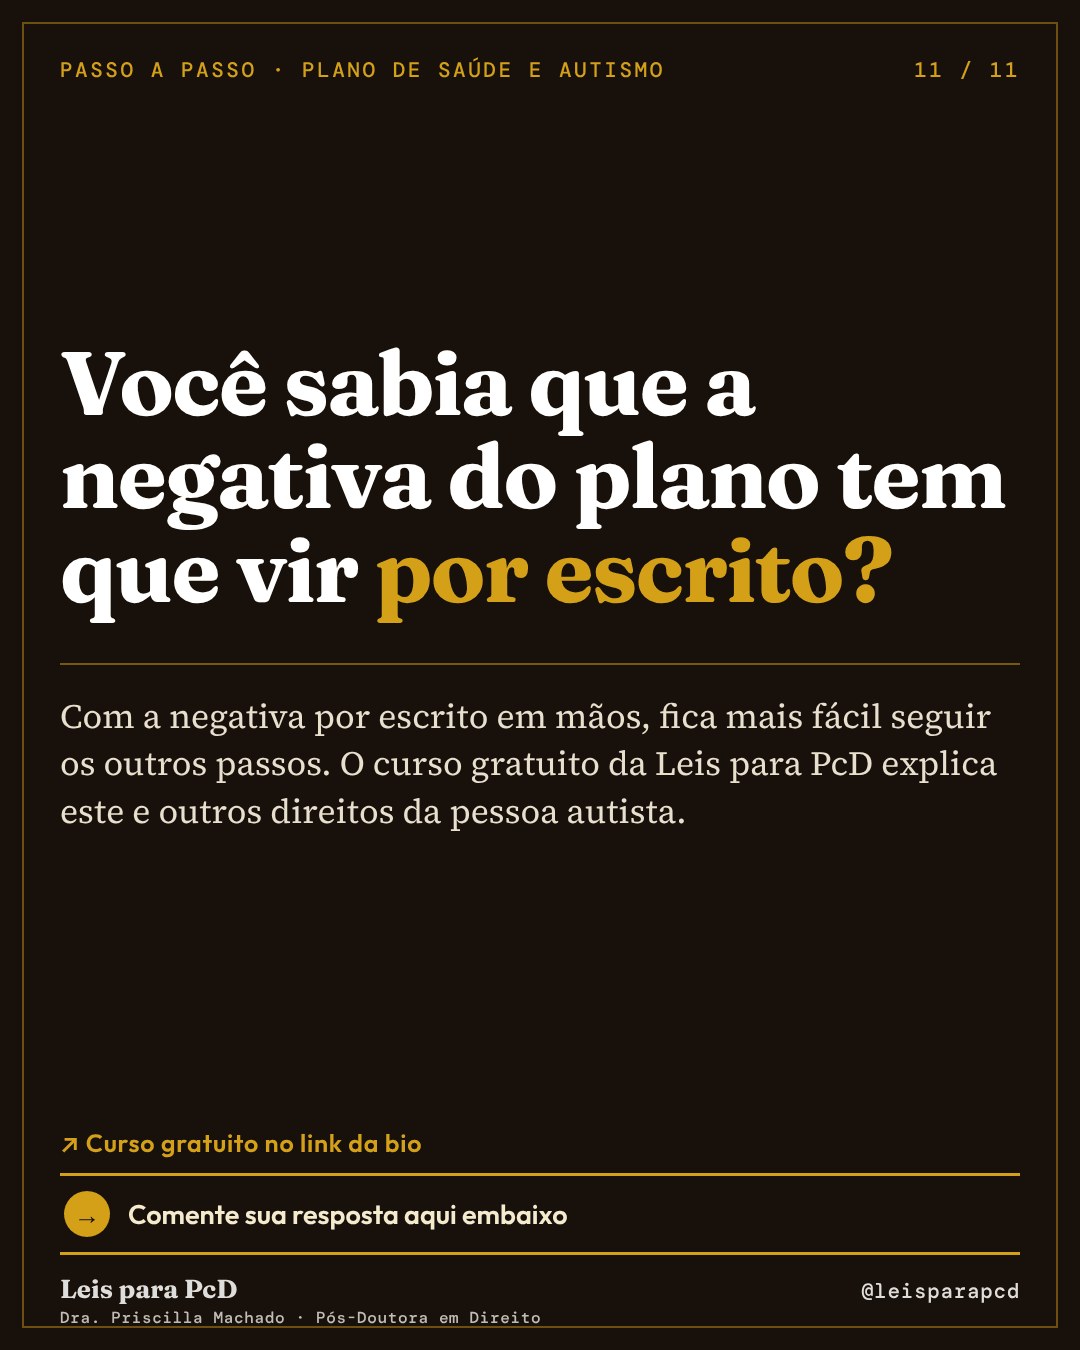 PASSO A PASSO · PLANO DE SAÚDE E AUTISMO 11 / 11
Você sabia que a
negativa do plano tem
que vir por escrito?
Com a negativa por escrito em mãos, fica mais fácil seguir
os outros passos. O curso gratuito da Leis para PcD explica
este e outros direitos da pessoa autista.
↗ Curso gratuito no link da bio
→ Comente sua resposta aqui embaixo
Leis para PcD @leisparapcd
Dra. Priscilla Machado · Pós-Doutora em Direito